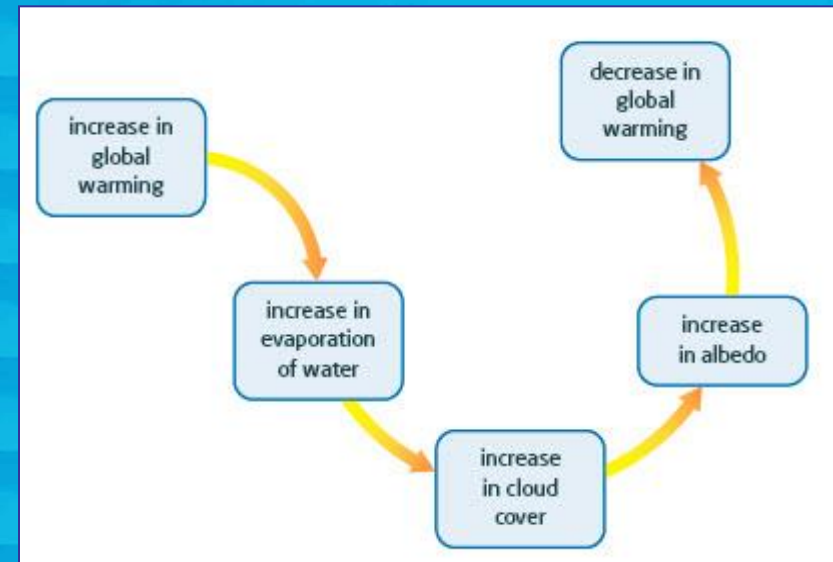 increase in
global
warming
increase in
evaporation
of water
increase
in cloud
cover
increase
in albedo
decrease in
global
warming